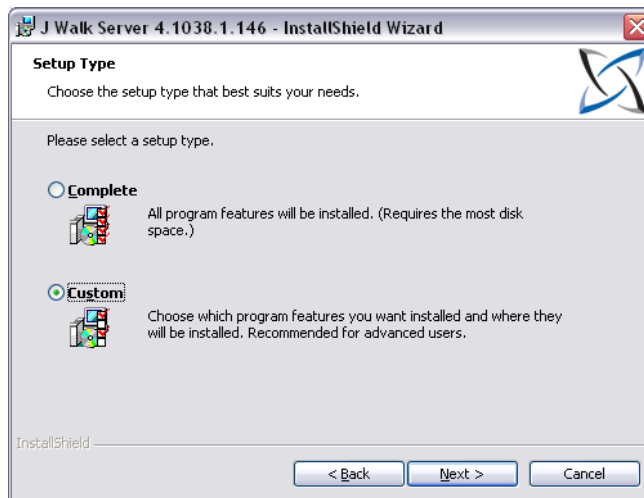 J Walk Server 4.1038.1.146 - InstallShield Wizard
Setup Type
Choose the setup type that best suits your needs.
Please select a setup type.
Complete
All program features will be installed. (Requires the most disk
space.)
Custom
Choose which program features you want installed and where they
will be installed. Recommended for advanced users.
InstallShield
< Back
Next >
Cancel